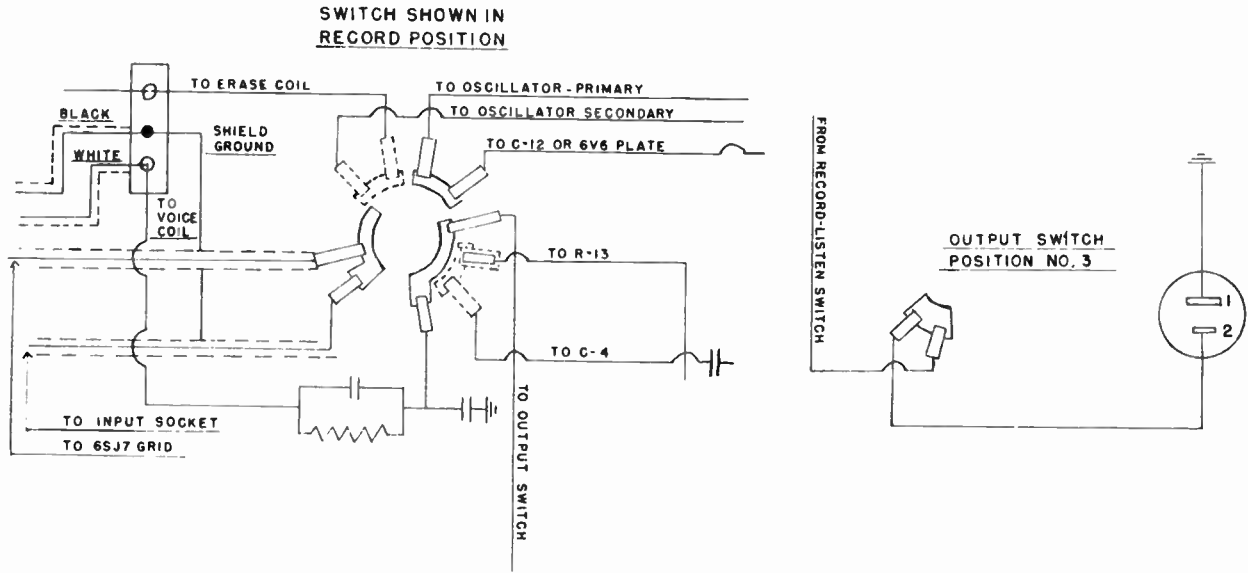 SWITCH SHOWN IN
RECORD POSITION
TO ERASE COIL
TO OSCILLATOR - PRIMARY
BLACK
TO OSCILLATOR SECONDARY
SHIELD
GROUND
WHITE
TO C-12 OR 6V6 PLATE
TO
VOICE
COIL
TO R-13
TO C-4
TO INPUT SOCKET
TO 6SJ7 GRID
TO OUTPUT SWITCH
FROM RECORD-LISTEN SWITCH
OUTPUT SWITCH
POSITION NO. 3
1
2